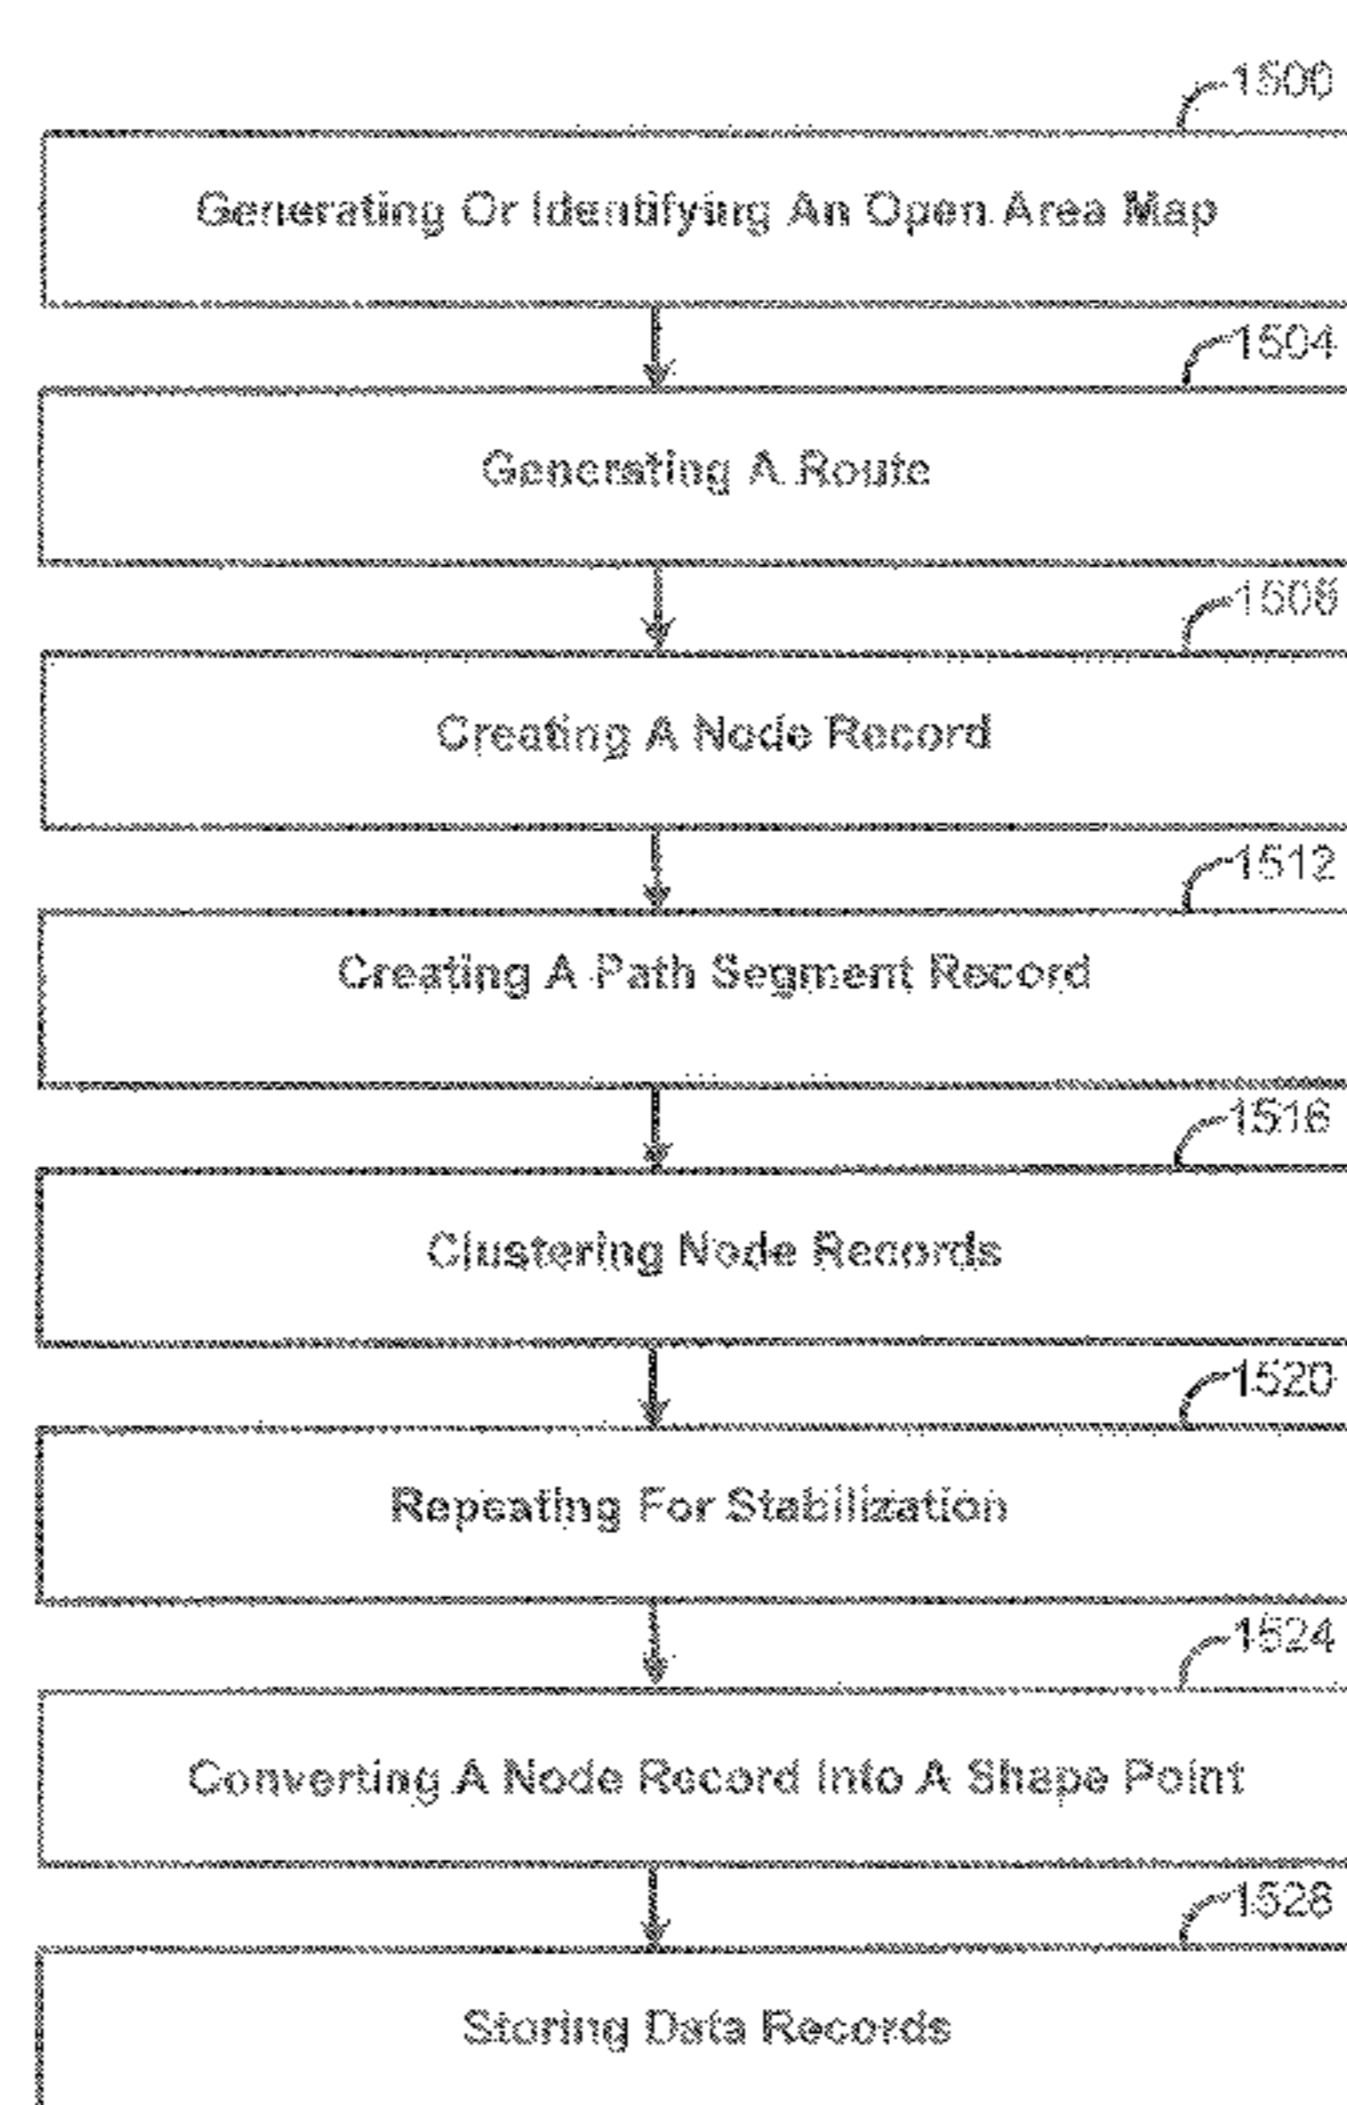 1500
Generating Or Identifying An Open Area Map
1504
Generating A Route
1508
Creating A Node Record
1512
Creating A Path Segment Record
1516
Clustering Node Records
1520
Repeating For Stabilization
1524
Converting A Node Record Into A Shape Point
1528
Storing Data Records